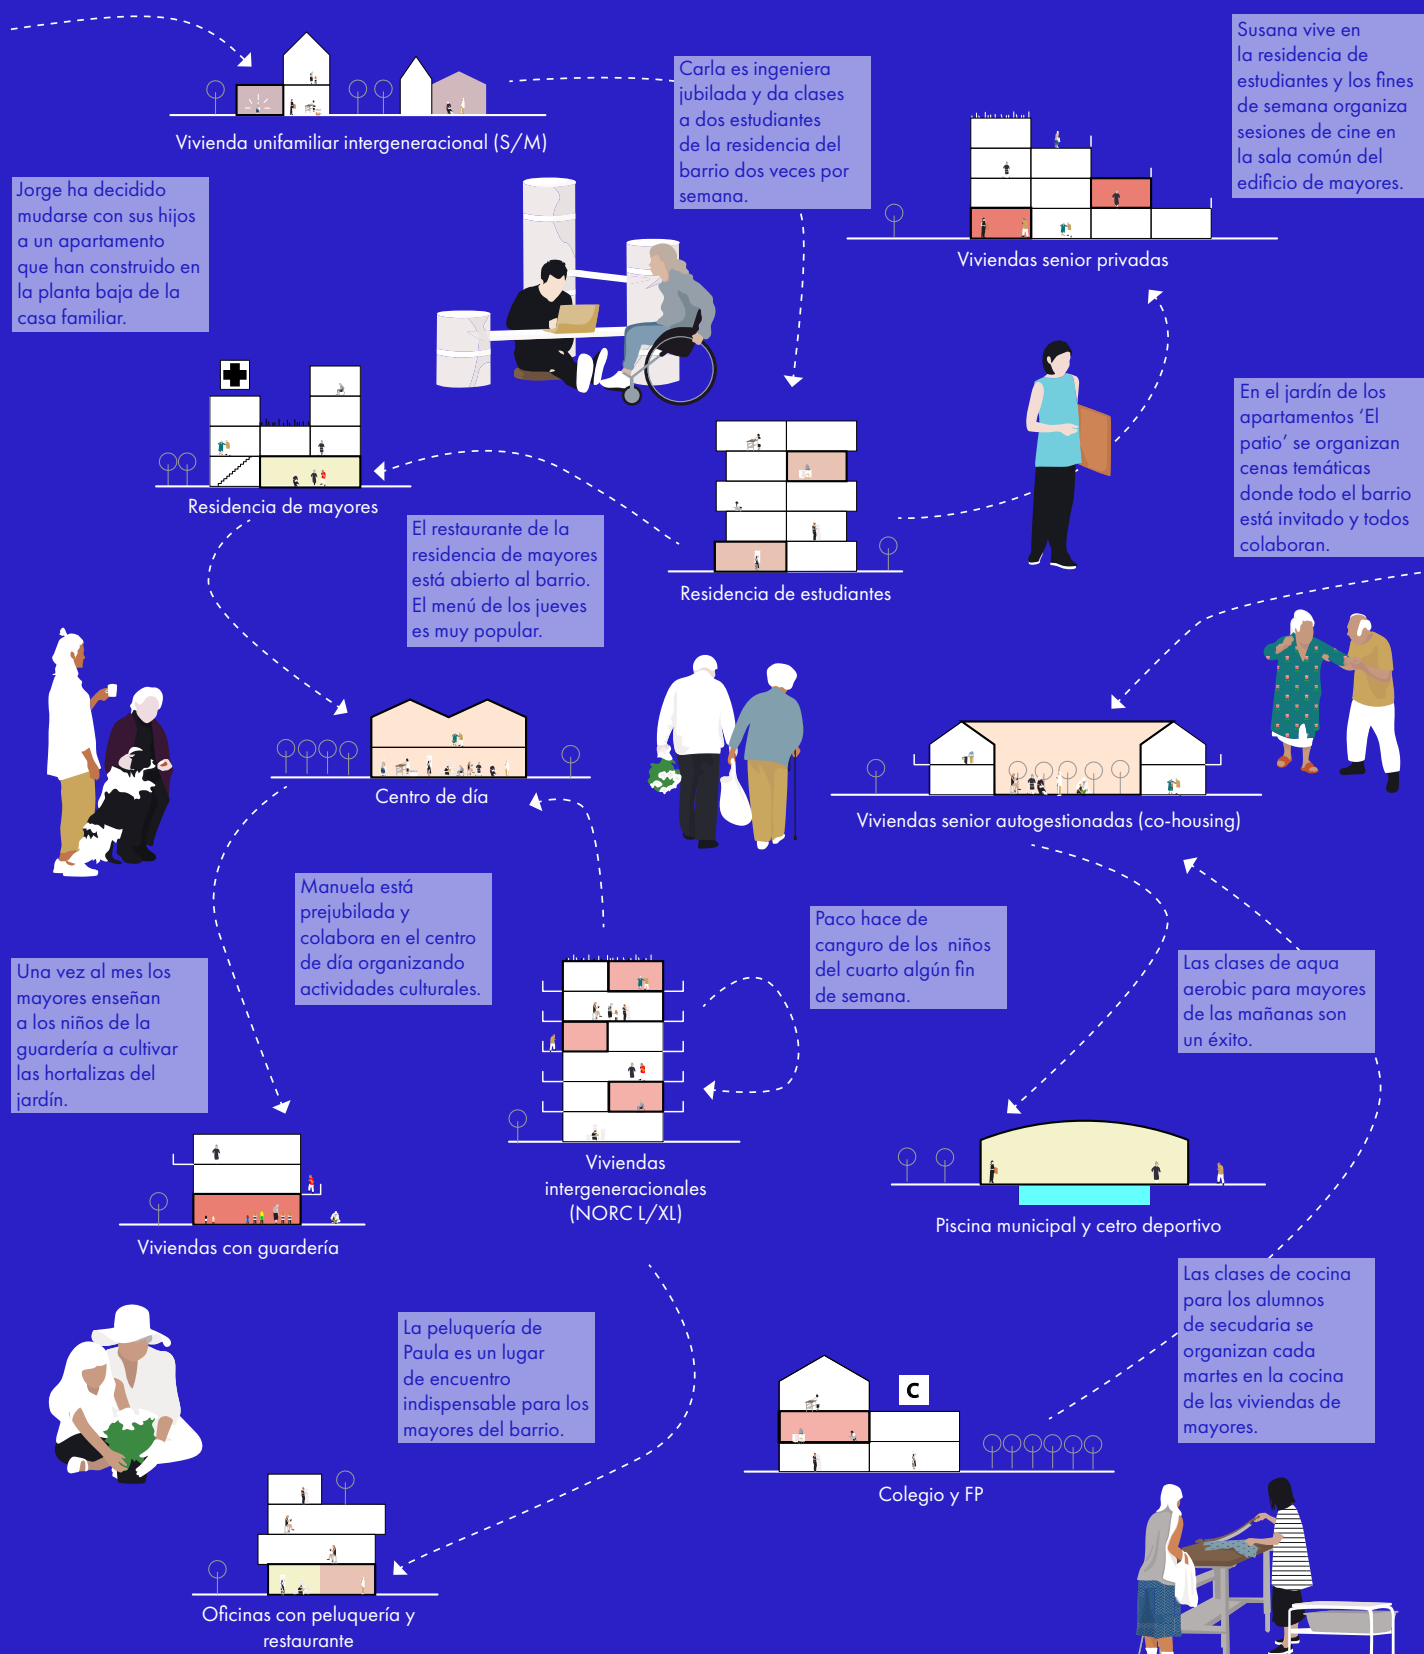 Vivienda unifamiliar intergeneracional (S/M)
Jorge ha decidido
mudarse con sus hijos
a un apartamento
que han construido en
la planta baja de la
casa familiar.
Carla es ingeniera
jubilada y da clases
a dos estudiantes
de la residencia del
barrio dos veces por
semana.
Susana vive en
la residencia de
estudiantes y los fines
de semana organiza
sesiones de cine en
la sala común del
edificio de mayores.
Viviendas senior privadas
En el jardín de los
apartamentos ‘El
patio’ se organizan
cenas temáticas
donde todo el barrio
está invitado y todos
colaboran.
Residencia de mayores
El restaurante de la
residencia de mayores
está abierto al barrio.
El menú de los jueves
es muy popular.
Residencia de estudiantes
Centro de día
Viviendas senior autogestionadas (co-housing)
Manuela está
prejubilada y
colabora en el centro
de día organizando
actividades culturales.
Paco hace de
canguro de los niños
del cuarto algún fin
de semana.
Las clases de aqua
aerobic para mayores
de las mañanas son
un éxito.
Una vez al mes los
mayores enseñan
a los niños de la
guardería a cultivar
las hortalizas del
jardín.
Viviendas
intergeneracionales
(NORC L/XL)
Viviendas con guardería
Piscina municipal y cetro deportivo
Las clases de cocina
para los alumnos
de secudaria se
organizan cada
martes en la cocina
de las viviendas de
mayores.
La peluquería de
Paula es un lugar
de encuentro
indispensable para los
mayores del barrio.
C
Colegio y FP
Oficinas con peluquería y
restaurante